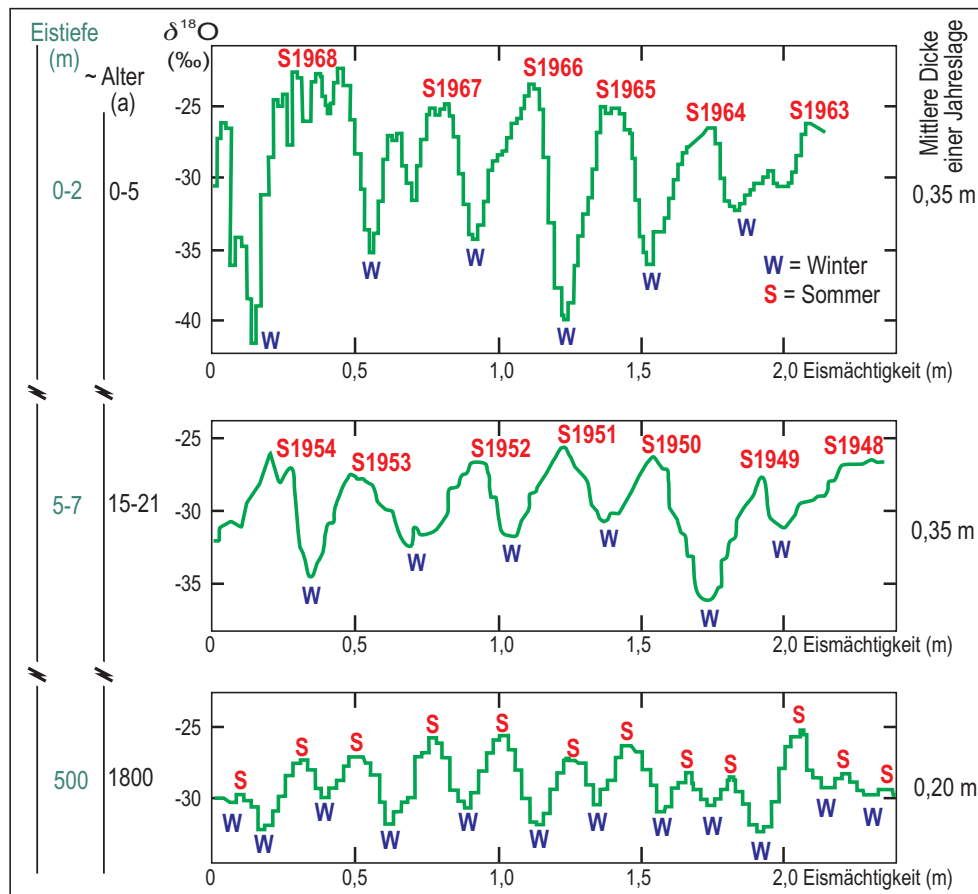 Eistiefe
(m)
~ Alter
(a)
δ¹⁸O
(‰)
Mittlere Dicke
einer Jahreslage
0-2
0-5
-25
-30
-35
-40
S1968
S1967
S1966
S1965
S1964
S1963
W
W
W
W
W
W
W = Winter
S = Sommer
0,35 m
0
0,5
1,0
1,5
2,0 Eismächtigkeit (m)
5-7
15-21
-25
-30
-35
S1954
S1953
S1952
S1951
S1950
S1949
S1948
W
W
W
W
W
W
0,35 m
0
0,5
1,0
1,5
2,0 Eismächtigkeit (m)
500
1800
-25
-30
S
S
S
S
S
S
S
S
S
S
S
S
W
W
W
W
W
W
W
W
W
W
W
W
0,20 m
0
0,5
1,0
1,5
2,0 Eismächtigkeit (m)